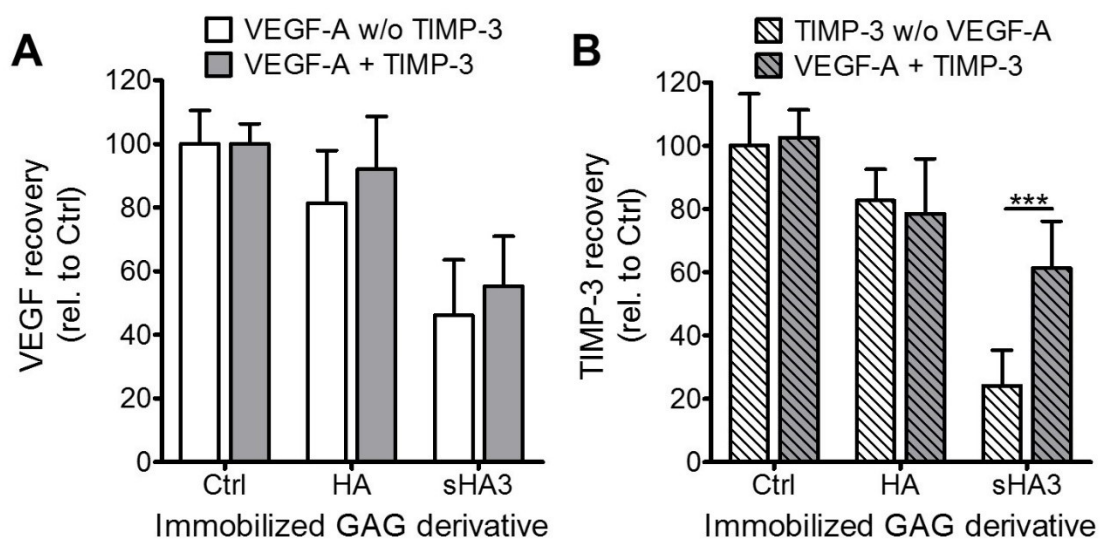 A
VEGF-A w/o TIMP-3
VEGF-A + TIMP-3
VEGF recovery
(rel. to Ctrl)
120
100
80
60
40
20
0
Ctrl HA sHA3
Immobilized GAG derivative
B
TIMP-3 w/o VEGF-A
VEGF-A + TIMP-3
TIMP-3 recovery
(rel. to Ctrl)
120
100
80
60
40
20
0
***
Ctrl HA sHA3
Immobilized GAG derivative